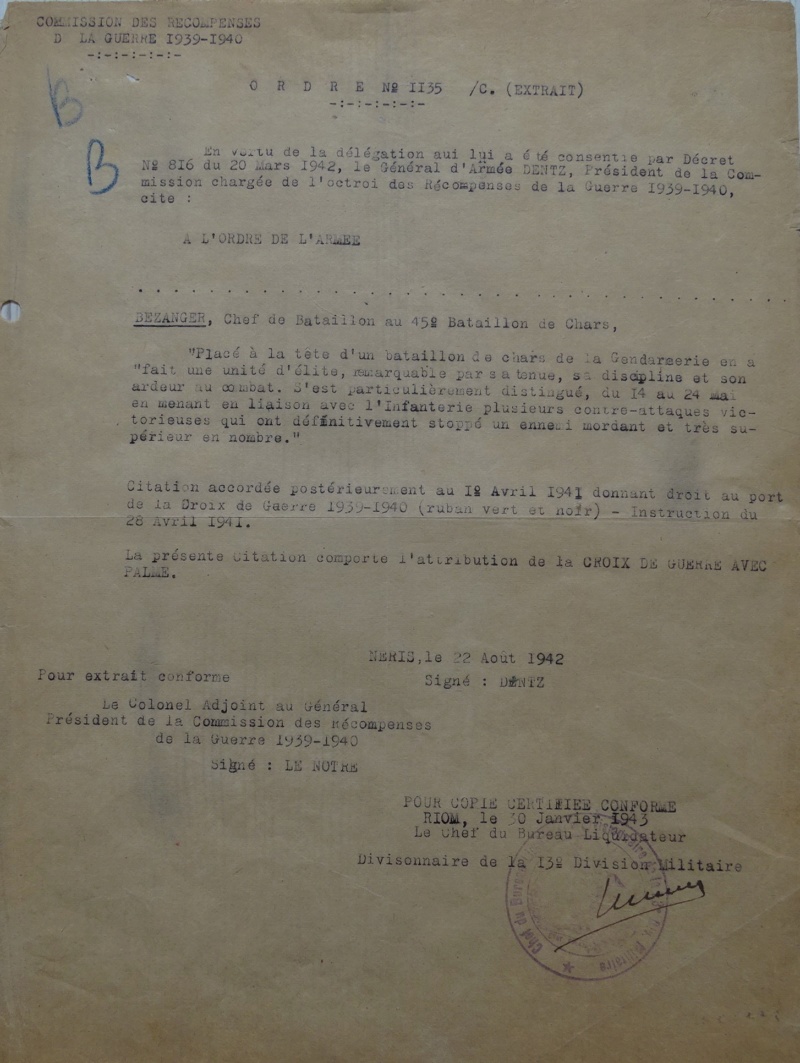 COMMISSION DES RECOMPENSES
D LA GUERRE 1939-1940
-:-:-:-:-:-
O R D R E Nº II35 /C. (EXTRAIT)
-:-:-:-:-:-
B
B
En vertu de la délégation aui lui a été consentie par Décret
Nº 816 du 20 Mars 1942, le Général d'Armée DENTZ, Président de la Com-
mission chargée de l'octroi des Récompenses de la Guerre 1939-1940,
cite :
A L'ORDRE DE L'ARMEE
. . . . . . . . . . . . . . . . . . . . . . . . . . . . . . . . . .
BEZANGER, Chef de Bataillon au 45º Bataillon de Chars,
"Placé à la tête d'un bataillon de chars de la Gendarmerie en a
"fait une unité d'élite, remarquable par sa tenue, sa discipline et son
ardeur au combat. S'est particulièrement distingué, du 14 au 24 mai
en menant en liaison avec l'Infanterie plusieurs contre-attaques vic-
torieuses qui ont définitivement stoppé un ennemi mordant et très su-
périeur en nombre."
Citation accordée postérieurement au Iº Avril 1941 donnant droit au port
de la Croix de Guerre 1939-1940 (ruban vert et noir) - Instruction du
28 Avril 1941.
La présente Citation comporte l'attribution de la CROIX DE GUERRE AVEC
PALME.
NERIS, le 22 Août 1942
Pour extrait conforme
Signé : DENTZ
Le Colonel Adjoint au Général
Président de la Commission des Récompenses
de la Guerre 1939-1940
Signé : LE NOTRE
POUR COPIE CERTIFIEE CONFORME
RIOM, le 30 Janvier 1943
Le Chef du Bureau Liquidateur
Divisonnaire de la I3º Division Militaire
Chef du Bureau
Militaire